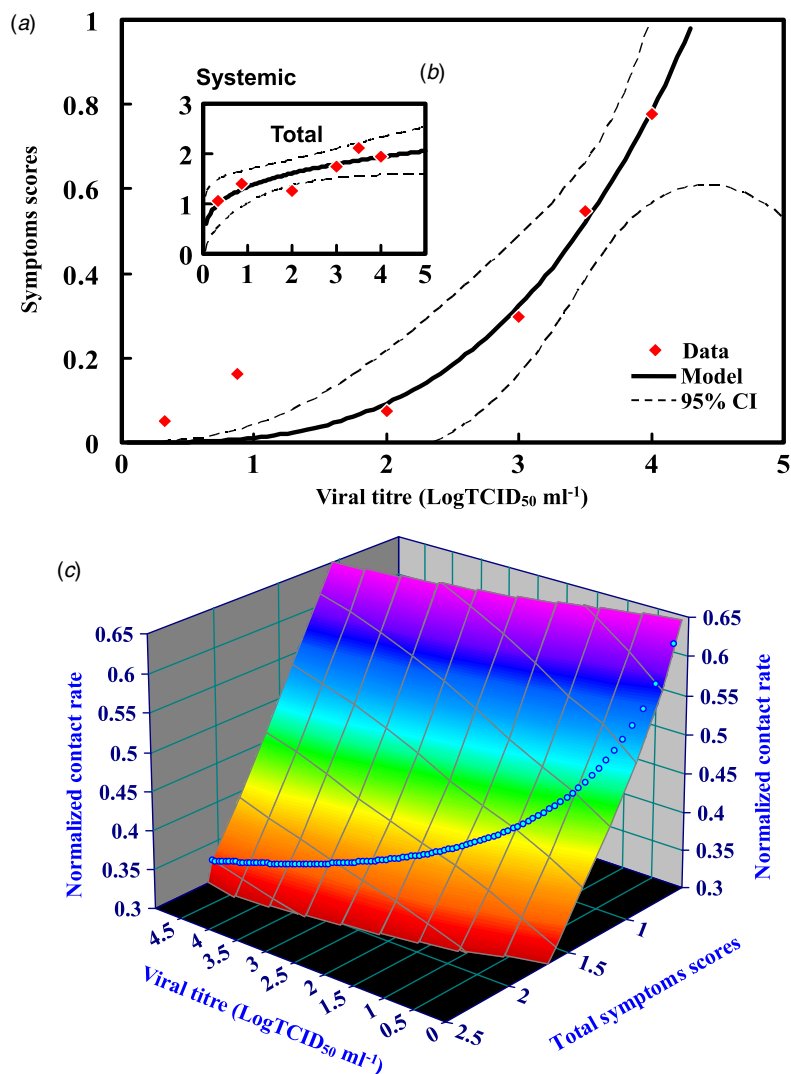 (a)
1
0.8
0.6
0.4
0.2
0
Symptoms scores
Systemic
(b)
Total
3
2
1
0
0 1 2 3 4 5
Data
Model
95% CI
0 1 2 3 4 5
Viral titre (LogTCID₅₀ ml⁻¹)
(c)
0.65
0.6
0.55
0.5
0.45
0.4
0.35
0.3
Normalized contact rate
0.65
0.6
0.55
0.5
0.45
0.4
0.35
0.3
Normalized contact rate
4.5 4 3.5 3 2.5 2 1.5 1 0.5 0
Viral titre (LogTCID₅₀ ml⁻¹)
2.5 2 1.5 1
Total symptoms scores